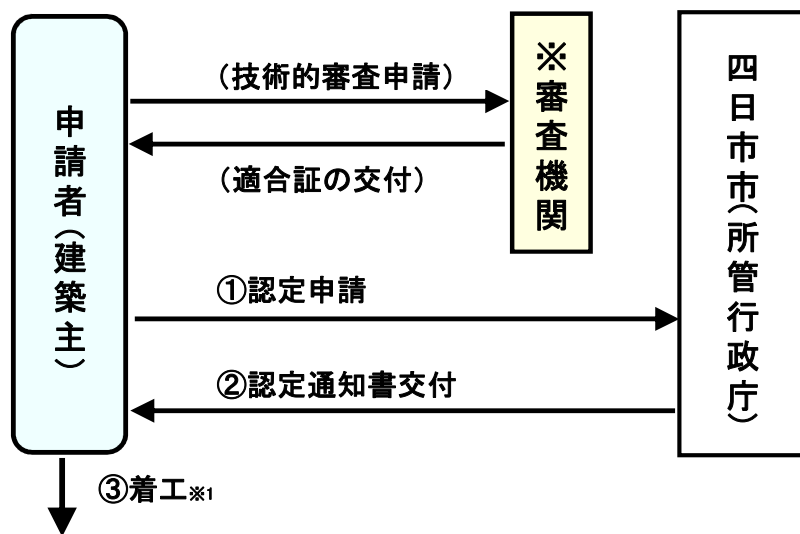 申請者（建築主）
（技術的審査申請）
（適合証の交付）
※審査機関
四日市市（所管行政庁）
①認定申請
②認定通知書交付
③着工※1